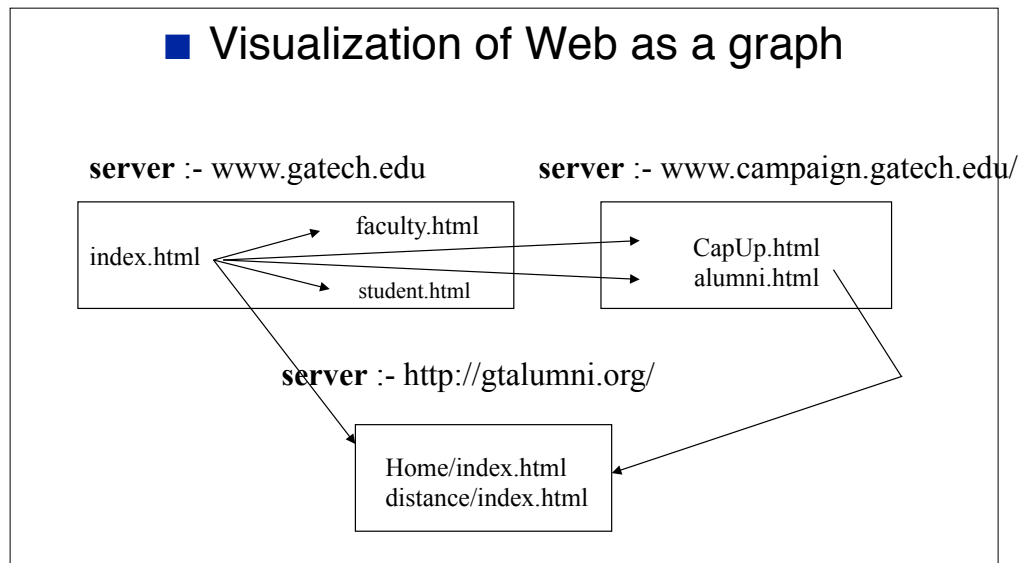 Visualization of Web as a graph
server :- www.gatech.edu
server :- www.campaign.gatech.edu/
index.html
faculty.html
student.html
CapUp.html
alumni.html
server :- http://gtalumni.org/
Home/index.html
distance/index.html